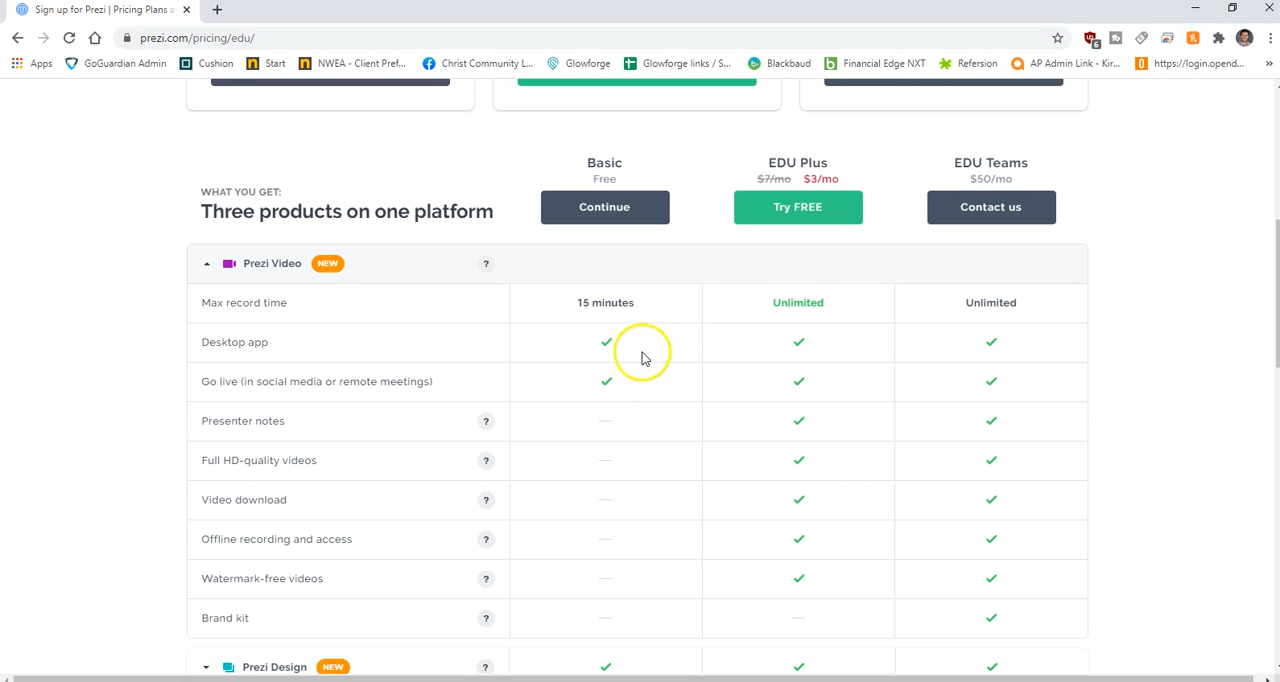 Sign up for Prezi | Pricing Plans a
prezi.com/pricing/edu/
6
Apps GoGuardian Admin Cushion Start NWEA - Client Pref... Christ Community L... Glowforge Glowforge links / S... Blackbaud Financial Edge NXT Refersion AP Admin Link - Kir... https://login.opend... »
Basic EDU Plus EDU Teams
Free $7/mo $3/mo $50/mo
WHAT YOU GET:
Three products on one platform
Continue Try FREE Contact us
Prezi Video NEW ?
Max record time 15 minutes Unlimited Unlimited
Desktop app
Go live (in social media or remote meetings)
Presenter notes ?
Full HD-quality videos ?
Video download ?
Offline recording and access ?
Watermark-free videos ?
Brand kit ?
Prezi Design NEW ?